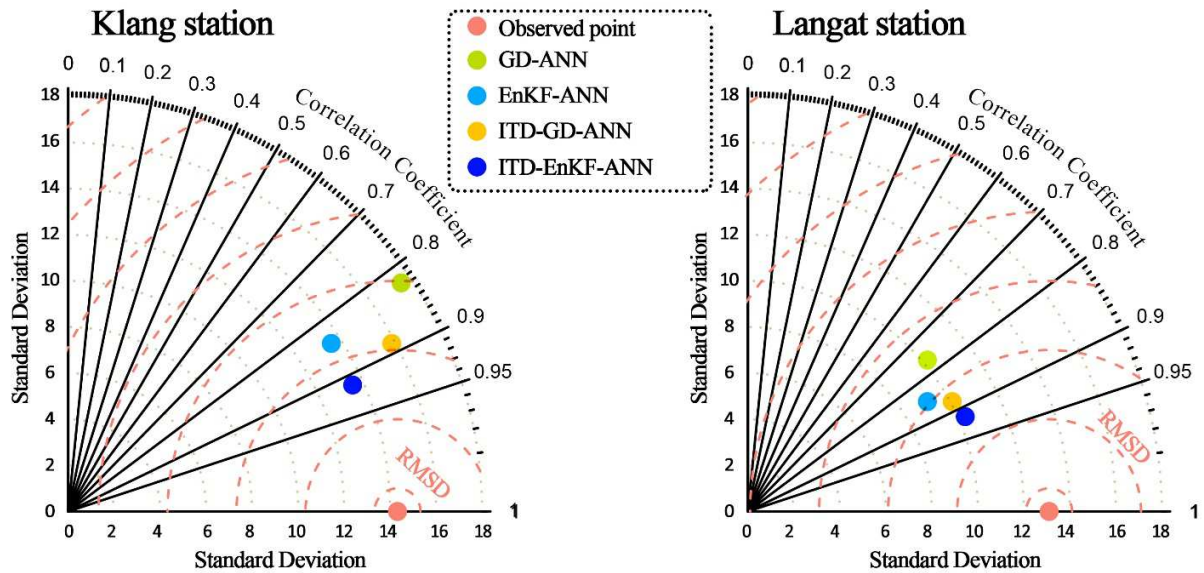 Klang station
Observed point
GD-ANN
EnKF-ANN
ITD-GD-ANN
ITD-EnKF-ANN
Langat station
0
0.1
0.2
0.3
0.4
0.5
0.6
0.7
0.8
0.9
0.95
1
Correlation Coefficient
18
16
14
12
10
8
6
4
2
0
Standard Deviation
RMSD
0 2 4 6 8 10 12 14 16 18
Standard Deviation
0
0.1
0.2
0.3
0.4
0.5
0.6
0.7
0.8
0.9
0.95
1
Correlation Coefficient
18
16
14
12
10
8
6
4
2
0
Standard Deviation
RMSD
0 2 4 6 8 10 12 14 16 18
Standard Deviation